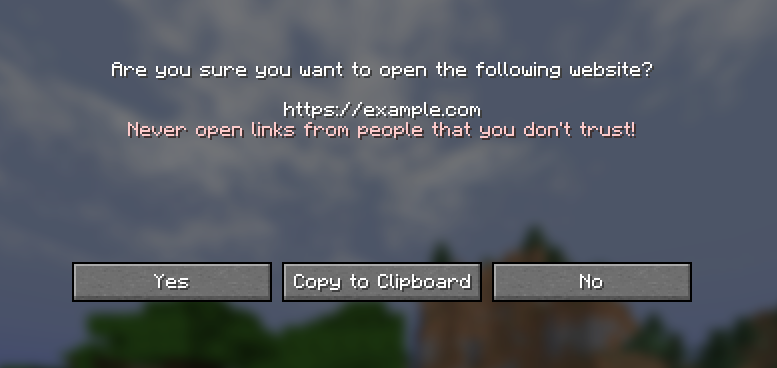 Are you sure you want to open the following website?
https://example.com
Never open links from people that you don't trust!
Yes
Copy to Clipboard
No